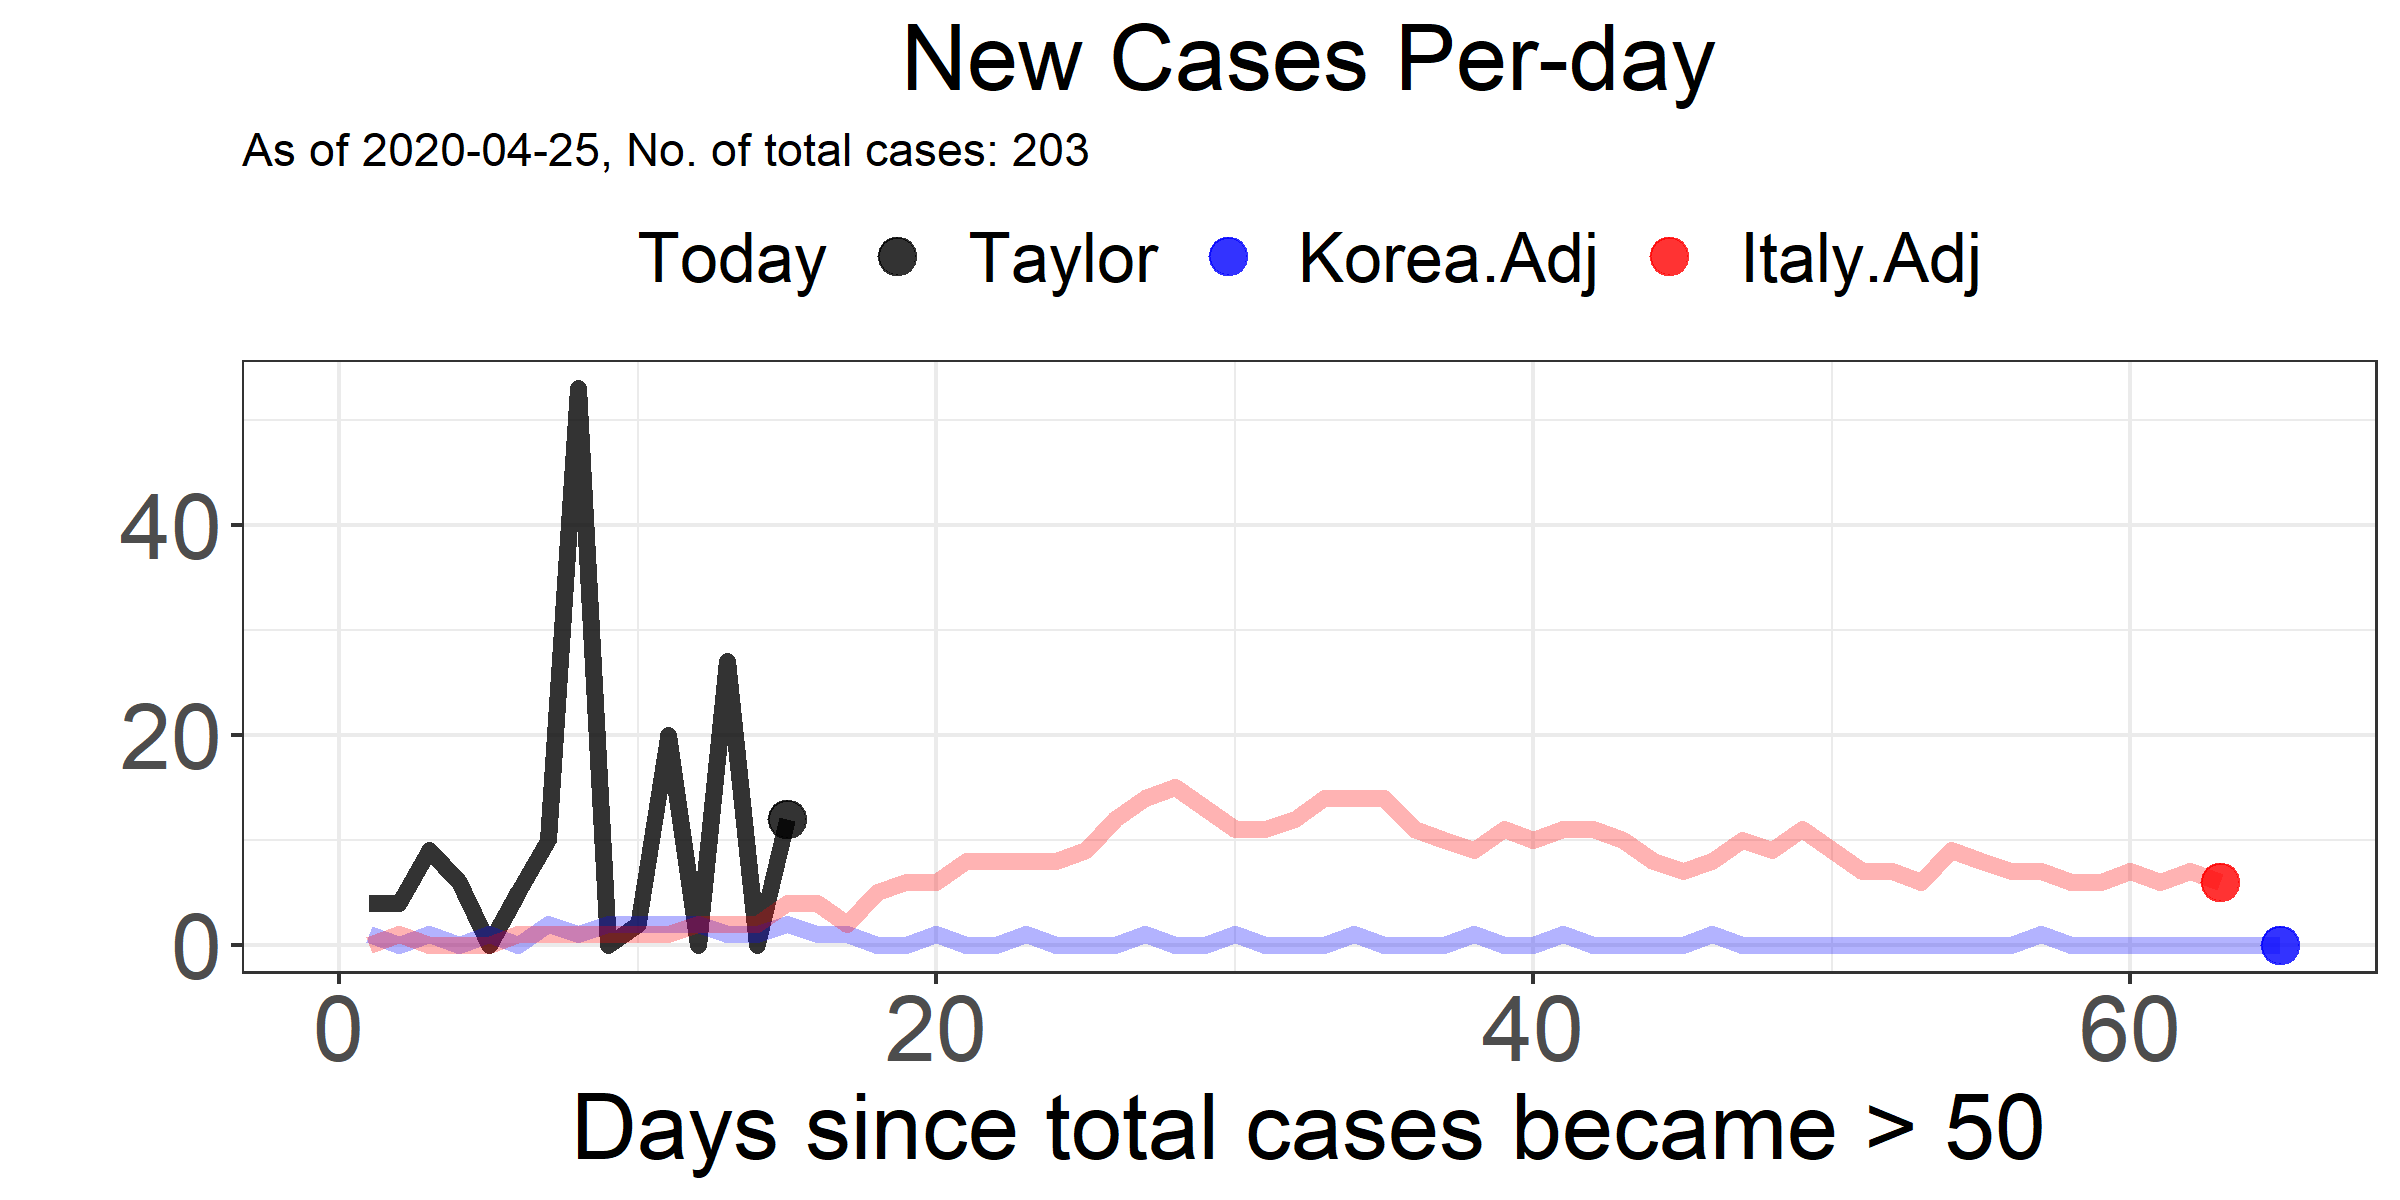 New Cases Per-day
As of 2020-04-25, No. of total cases: 203
Today Taylor Korea.Adj Italy.Adj
40
20
0
0 20 40 60
Days since total cases became > 50